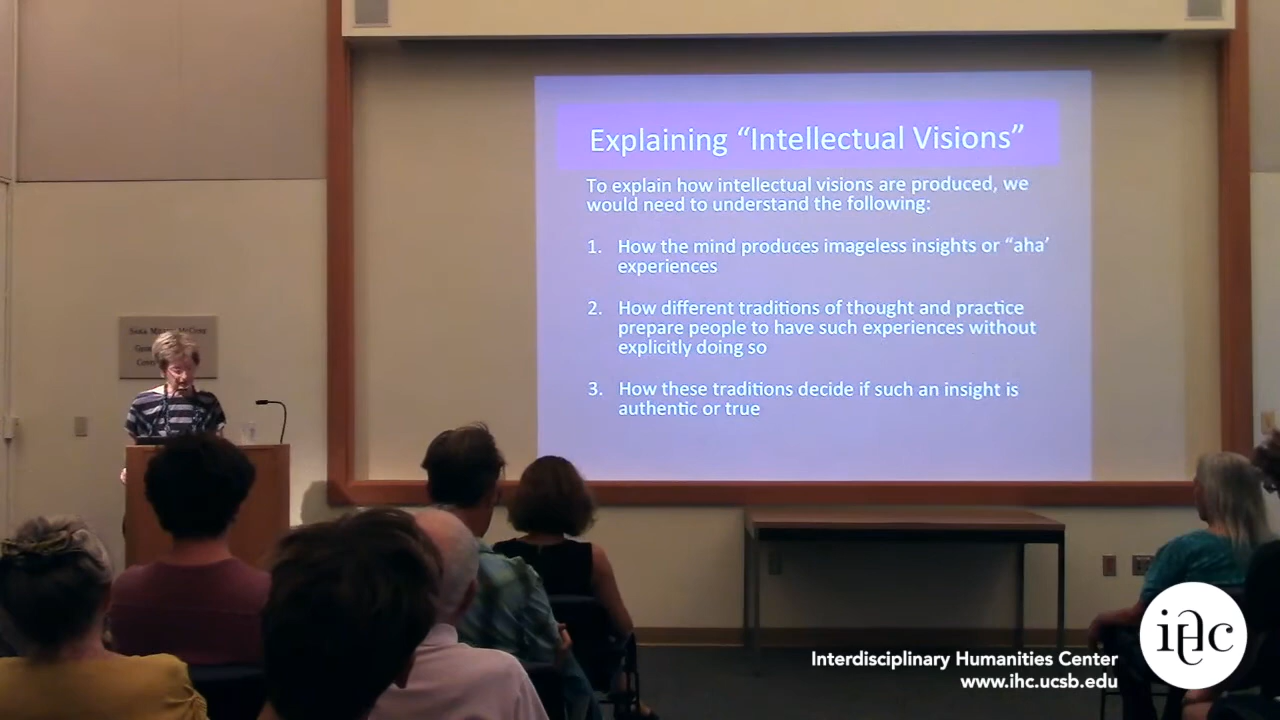 Explaining “Intellectual Visions”
To explain how intellectual visions are produced, we
would need to understand the following:
1. How the mind produces imageless insights or “aha’
experiences
2. How different traditions of thought and practice
prepare people to have such experiences without
explicitly doing so
3. How these traditions decide if such an insight is
authentic or true
Interdisciplinary Humanities Center
www.ihc.ucsb.edu
ihc